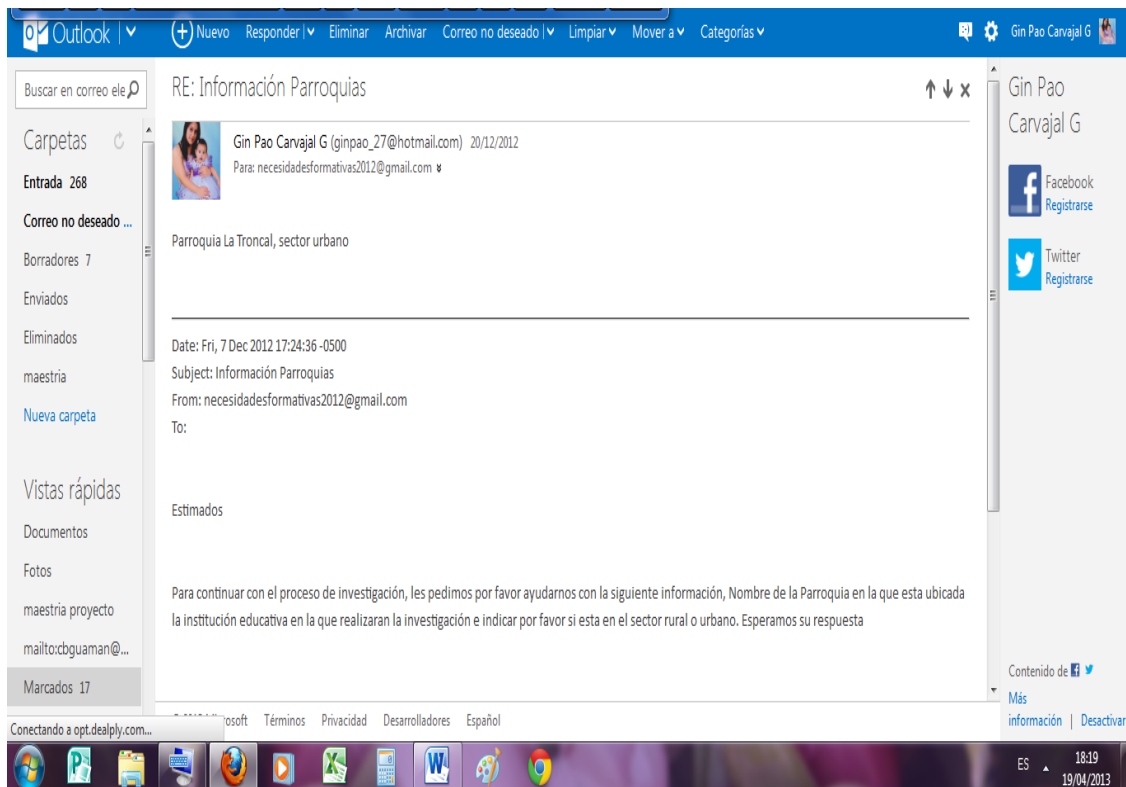 Outlook
Nuevo Responder Eliminar Archivar Correo no deseado Limpiar Mover a Categorías
Gin Pao Carvajal G
Buscar en correo ele
Carpetas
Entrada 268
Correo no deseado ...
Borradores 7
Enviados
Eliminados
maestria
Nueva carpeta
Vistas rápidas
Documentos
Fotos
maestria proyecto
mailto:cbguaman@...
Marcados 17
Conectando a opt.dealply.com...
RE: Información Parroquias
Gin Pao Carvajal G (ginpao_27@hotmail.com) 20/12/2012
Para: necesidadesformativas2012@gmail.com
Parroquia La Troncal, sector urbano
Date: Fri, 7 Dec 2012 17:24:36 -0500
Subject: Información Parroquias
From: necesidadesformativas2012@gmail.com
To:
Estimados
Para continuar con el proceso de investigación, les pedimos por favor ayudarnos con la siguiente información, Nombre de la Parroquia en la que esta ubicada
la institución educativa en la que realizaran la investigación e indicar por favor si esta en el sector rural o urbano. Esperamos su respuesta
Términos Privacidad Desarrolladores Español
Gin Pao
Carvajal G
Facebook
Registrarse
Twitter
Registrarse
Contenido de
Más
información | Desactivar
ES 18:19
19/04/2013